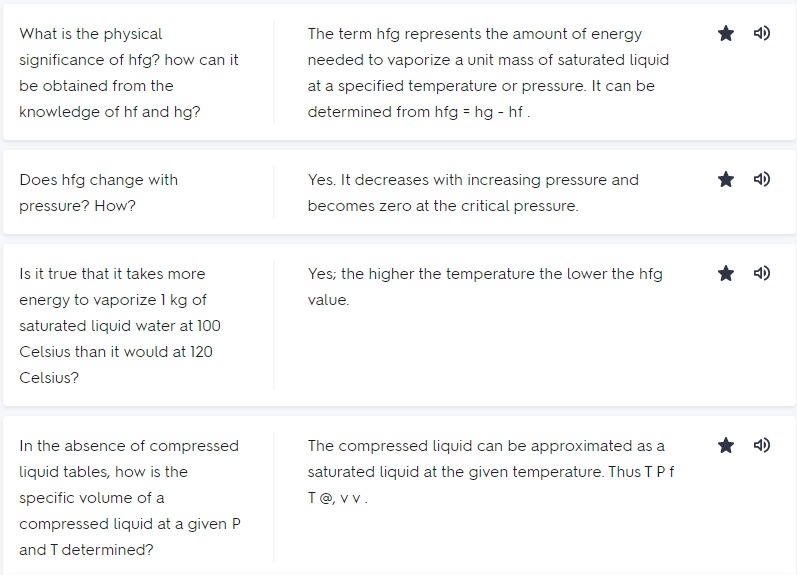 What is the physical
significance of hfg? how can it
be obtained from the
knowledge of hf and hg?
The term hfg represents the amount of energy
needed to vaporize a unit mass of saturated liquid
at a specified temperature or pressure. It can be
determined from hfg = hg - hf .
Does hfg change with
pressure? How?
Yes. It decreases with increasing pressure and
becomes zero at the critical pressure.
Is it true that it takes more
energy to vaporize 1 kg of
saturated liquid water at 100
Celsius than it would at 120
Celsius?
Yes; the higher the temperature the lower the hfg
value.
In the absence of compressed
liquid tables, how is the
specific volume of a
compressed liquid at a given P
and T determined?
The compressed liquid can be approximated as a
saturated liquid at the given temperature. Thus T P f
T @, v v .